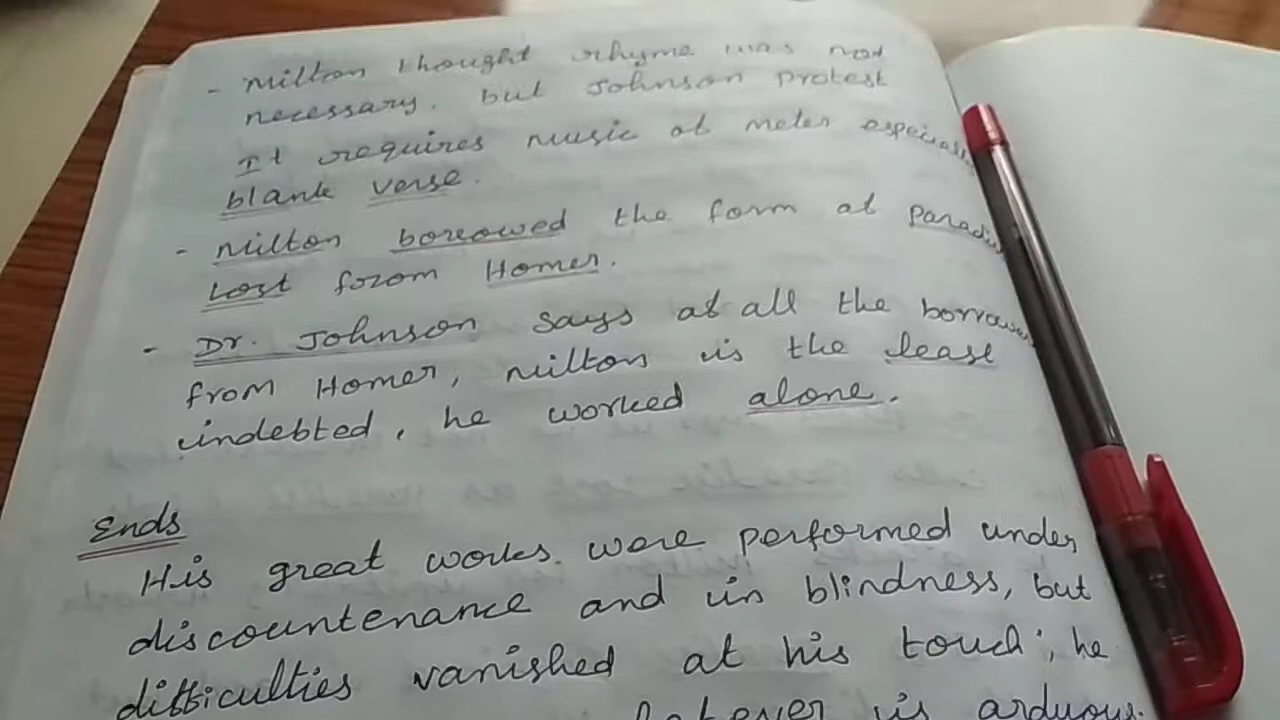 - Milton thought rhyme was not
necessary. but Johnson protest
It requires music of meter especially
blank verse.
- Milton borrowed the form of Paradise
Lost from Homer.
- Dr. Johnson says of all the borrowers
from Homer, Milton is the least
indebted, he worked alone.
Ends
His great works were performed under
discountenance and in blindness, but
difficulties vanished at his touch; he
is arduous.